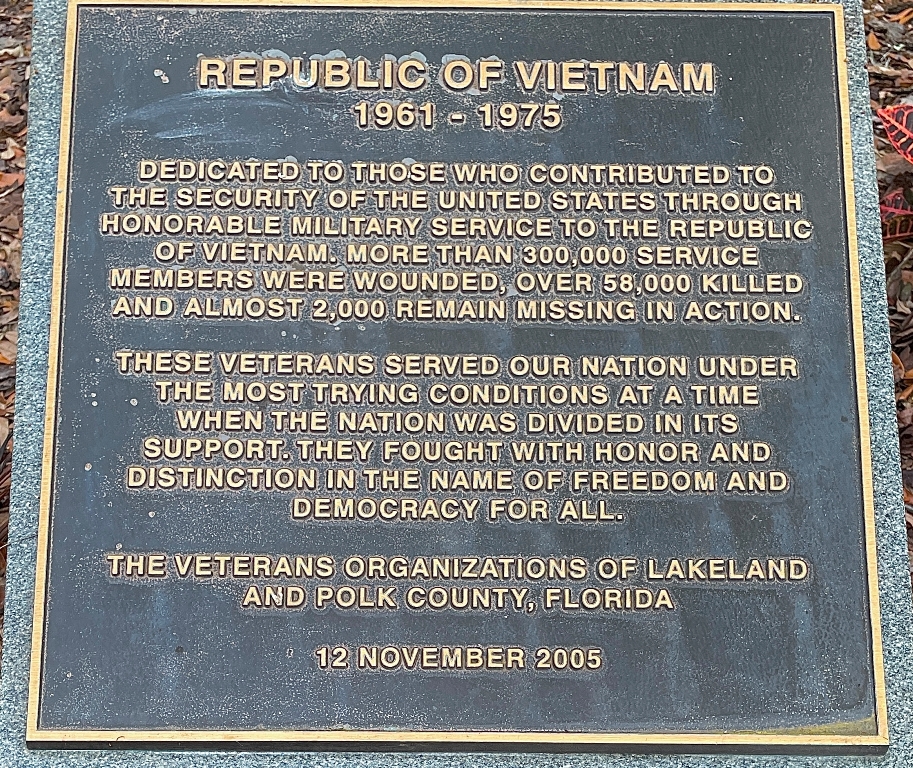 REPUBLIC OF VIETNAM
1961 - 1975
DEDICATED TO THOSE WHO CONTRIBUTED TO
THE SECURITY OF THE UNITED STATES THROUGH
HONORABLE MILITARY SERVICE TO THE REPUBLIC
OF VIETNAM. MORE THAN 300,000 SERVICE
MEMBERS WERE WOUNDED, OVER 58,000 KILLED
AND ALMOST 2,000 REMAIN MISSING IN ACTION.
THESE VETERANS SERVED OUR NATION UNDER
THE MOST TRYING CONDITIONS AT A TIME
WHEN THE NATION WAS DIVIDED IN ITS
SUPPORT. THEY FOUGHT WITH HONOR AND
DISTINCTION IN THE NAME OF FREEDOM AND
DEMOCRACY FOR ALL.
THE VETERANS ORGANIZATIONS OF LAKELAND
AND POLK COUNTY, FLORIDA
12 NOVEMBER 2005